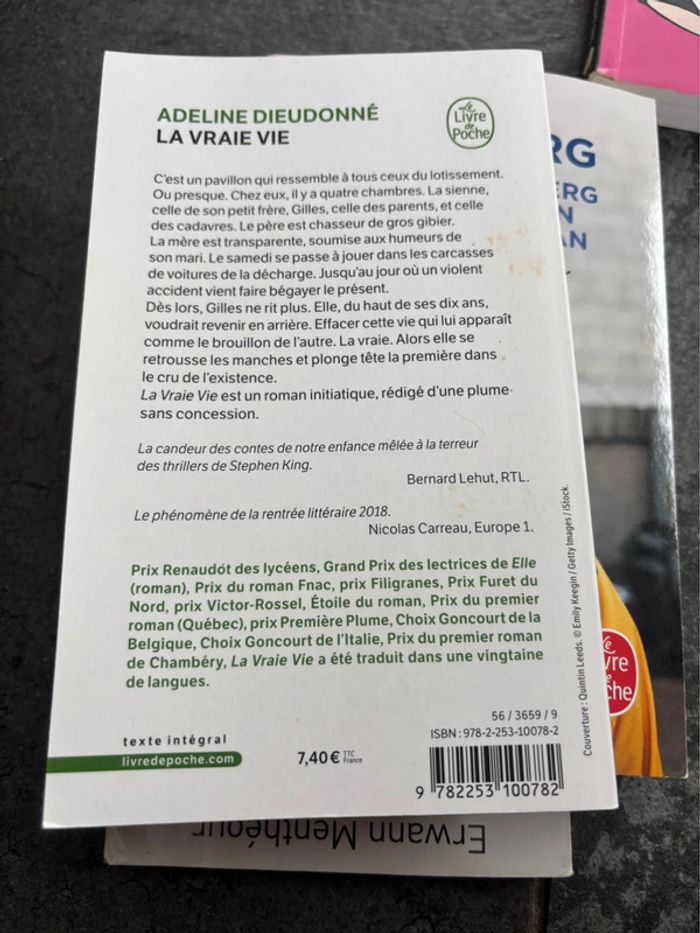 ADELINE DIEUDONNÉ
LA VRAIE VIE
Le
Livre
de
Poche
C'est un pavillon qui ressemble à tous ceux du lotissement.
Ou presque. Chez eux, il y a quatre chambres. La sienne,
celle de son petit frère, Gilles, celle des parents, et celle
des cadavres. Le père est chasseur de gros gibier.
La mère est transparente, soumise aux humeurs de
son mari. Le samedi se passe à jouer dans les carcasses
de voitures de la décharge. Jusqu'au jour où un violent
accident vient faire bégayer le présent.
Dès lors, Gilles ne rit plus. Elle, du haut de ses dix ans,
voudrait revenir en arrière. Effacer cette vie qui lui apparaît
comme le brouillon de l'autre. La vraie. Alors elle se
retrousse les manches et plonge tête la première dans
le cru de l'existence.
La Vraie Vie est un roman initiatique, rédigé d'une plume
sans concession.
La candeur des contes de notre enfance mêlée à la terreur
des thrillers de Stephen King.
Bernard Lehut, RTL.
Le phénomène de la rentrée littéraire 2018.
Nicolas Carreau, Europe 1.
Prix Renaudot des lycéens, Grand Prix des lectrices de Elle
(roman), Prix du roman Fnac, prix Filigranes, Prix Furet du
Nord, prix Victor-Rossel, Étoile du roman, Prix du premier
roman (Québec), prix Première Plume, Choix Goncourt de la
Belgique, Choix Goncourt de l'Italie, Prix du premier roman
de Chambéry, La Vraie Vie a été traduit dans une vingtaine
de langues.
texte intégral
livredepoche.com
7,40 € TTC
France
56 / 3659 / 9
ISBN : 978-2-253-10078-2
9 782253 100782
Couverture : Quintin Leeds. © Emily Keegin / Getty Images / iStock.
RG
ERG
N
AN
Le
vre
che
Erwann Menthéour